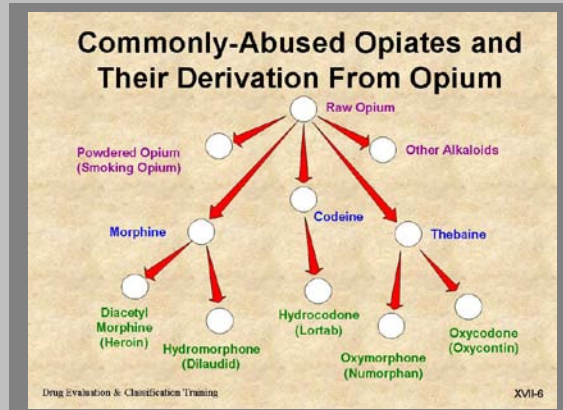 Commonly-Abused Opiates and
Their Derivation From Opium
Raw Opium
Powdered Opium
(Smoking Opium)
Other Alkaloids
Codeine
Morphine
Thebaine
Diacetyl
Morphine
(Heroin)
Hydromorphone
(Dilaudid)
Hydrocodone
(Lortab)
Oxymorphone
(Numorphan)
Oxycodone
(Oxycontin)
Drug Evaluation & Classification Training
XVII-6